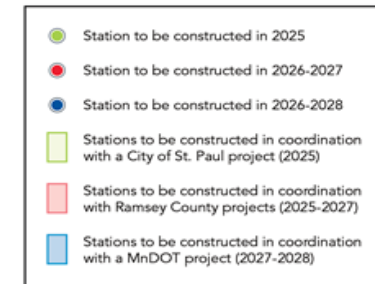 Station to be constructed in 2025
Station to be constructed in 2026-2027
Station to be constructed in 2026-2028
Stations to be constructed in coordination
with a City of St. Paul project (2025)
Stations to be constructed in coordination
with Ramsey County projects (2025-2027)
Stations to be constructed in coordination
with a MnDOT project (2027-2028)